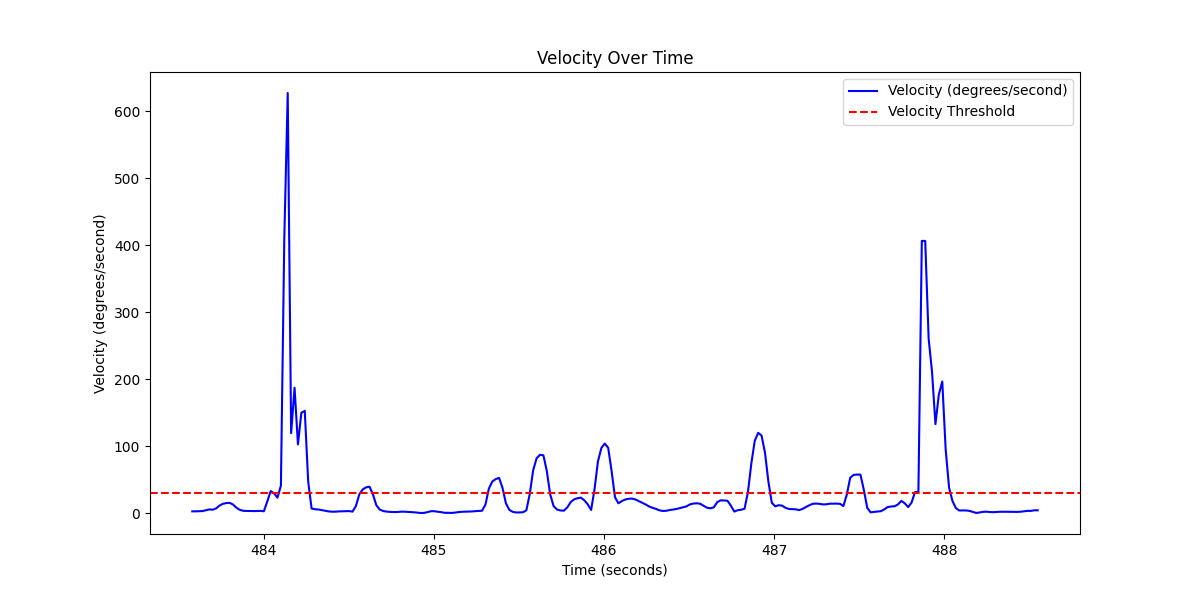 Velocity Over Time
Velocity (degrees/second)
Velocity Threshold
Velocity (degrees/second)
600
500
400
300
200
100
0
484
485
486
487
488
Time (seconds)